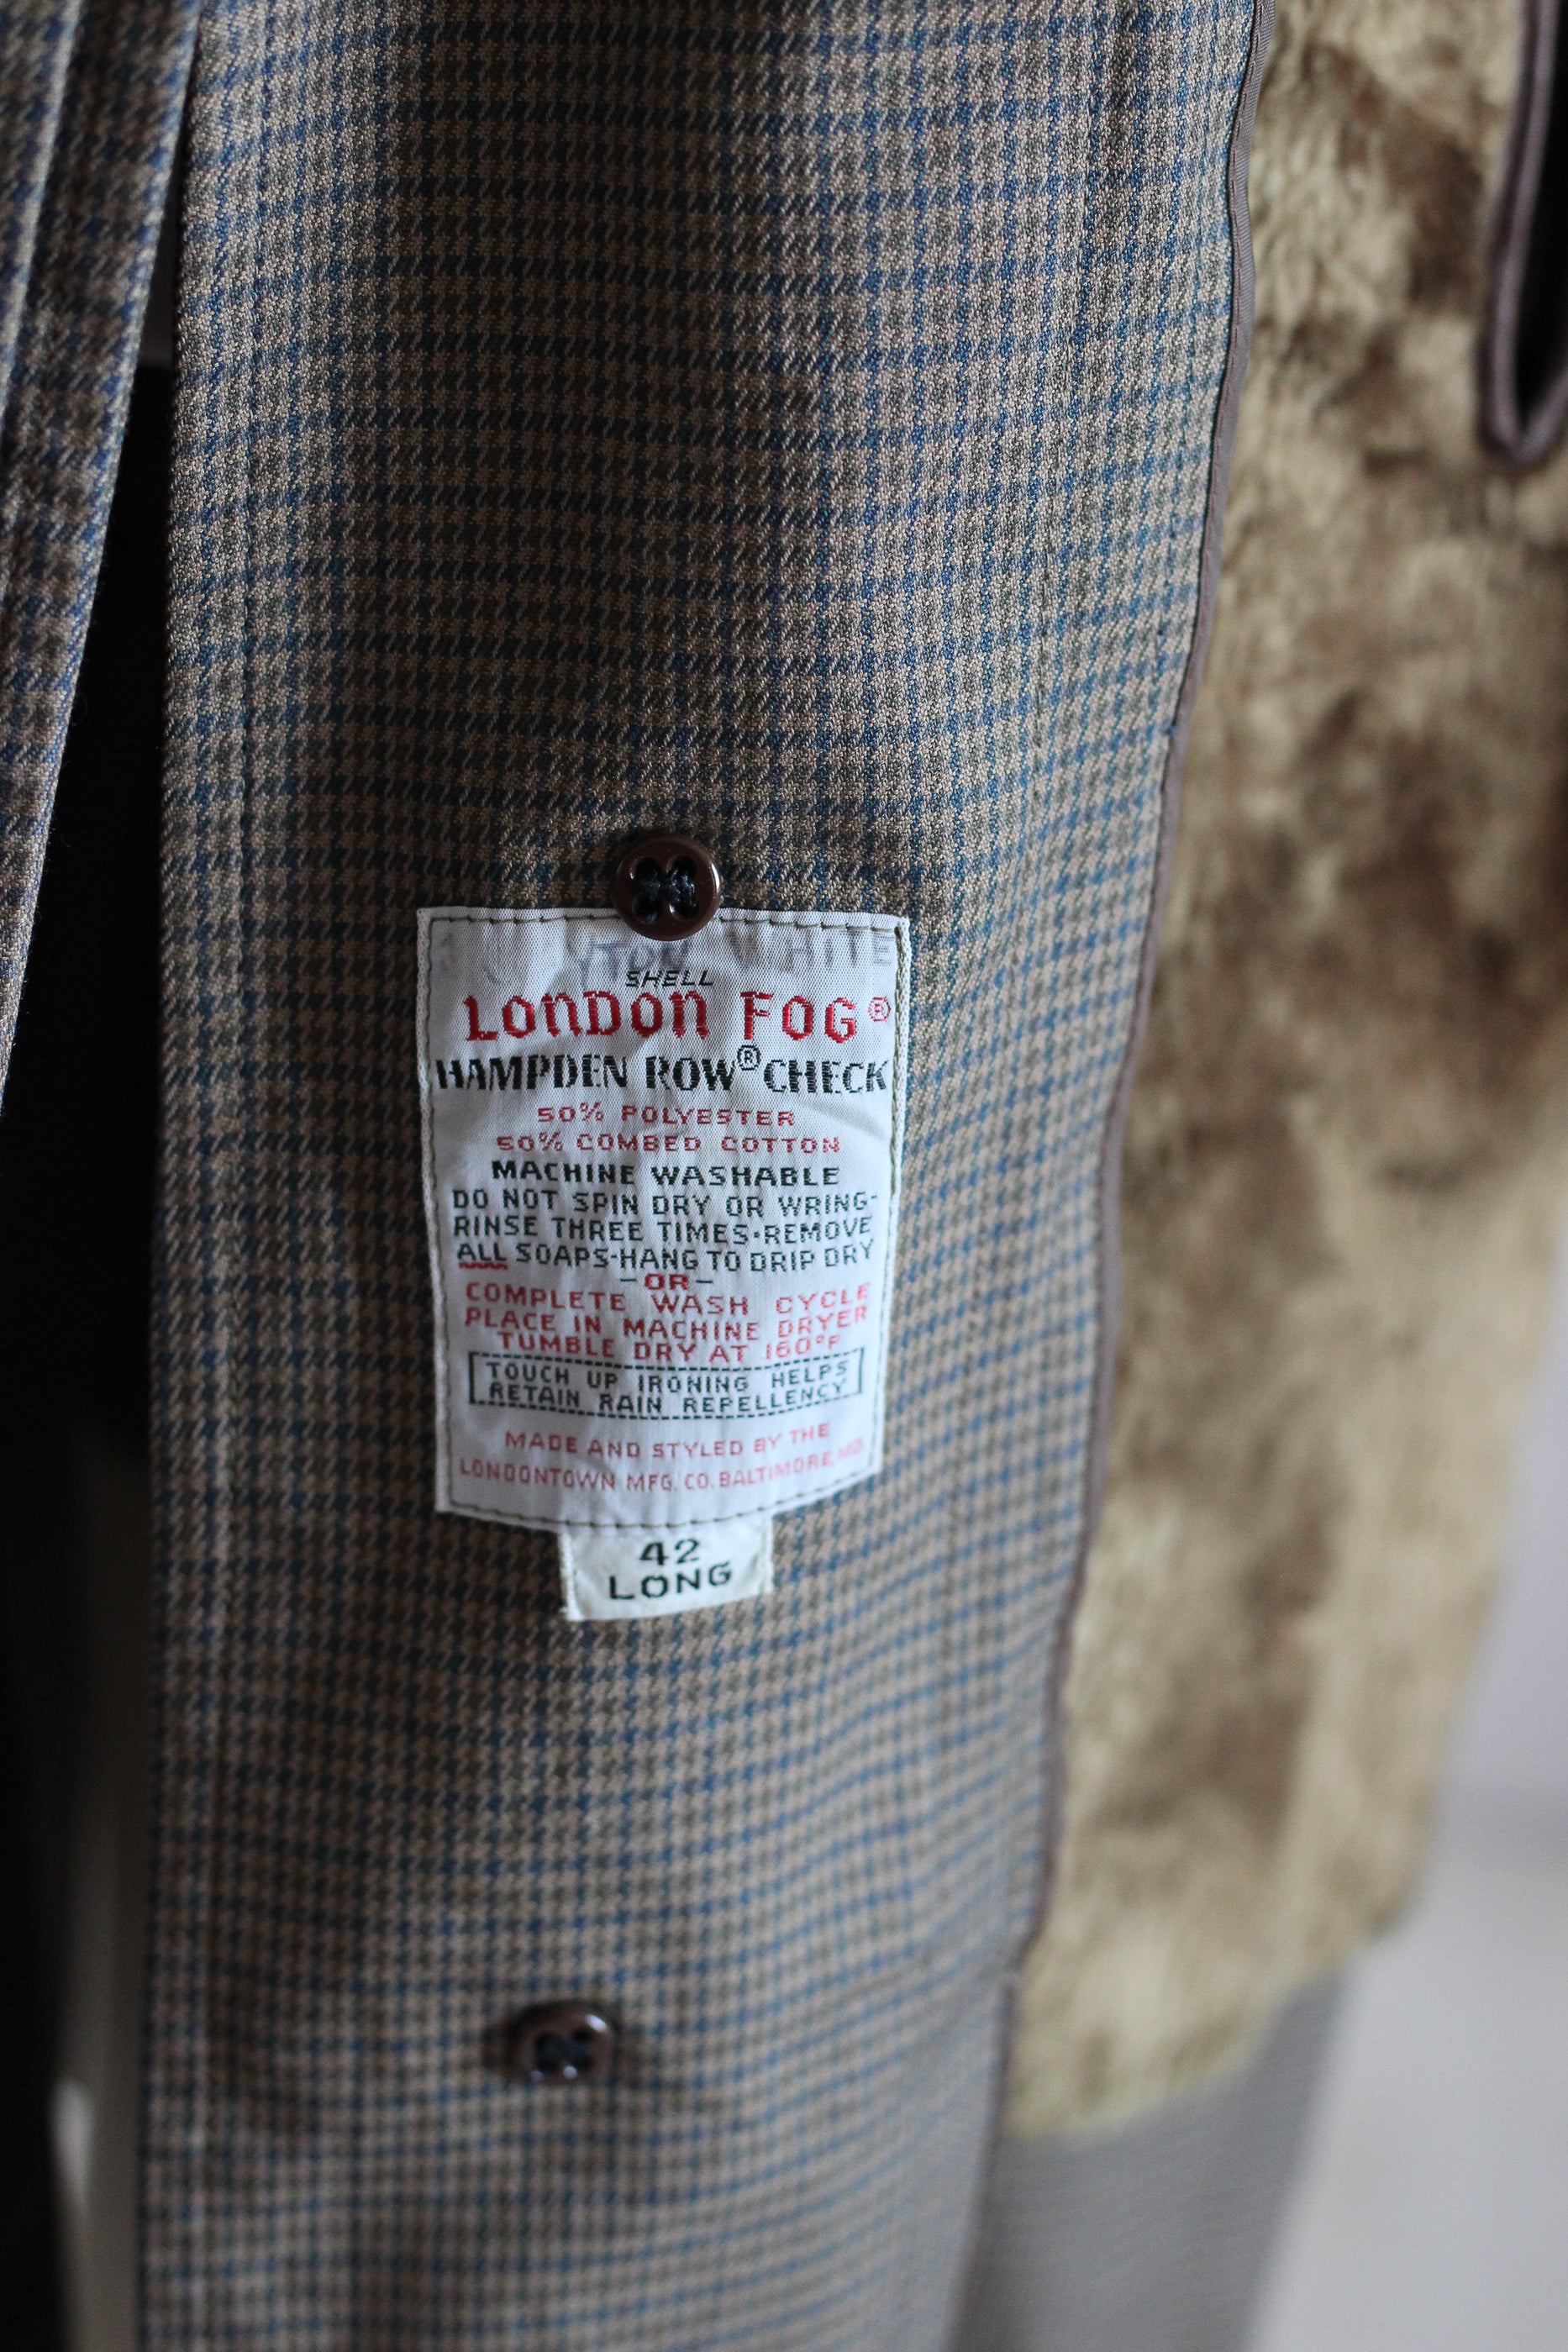 WHITE
SHELL
LONDON FOG®
HAMPDEN ROW® CHECK
50% POLYESTER
50% COMBED COTTON
MACHINE WASHABLE
DO NOT SPIN DRY OR WRING-
RINSE THREE TIMES·REMOVE
ALL SOAPS-HANG TO DRIP DRY
-OR-
COMPLETE WASH CYCLE
PLACE IN MACHINE DRYER
TUMBLE DRY AT 160°F
TOUCH UP IRONING HELPS
RETAIN RAIN REPELLENCY
MADE AND STYLED BY THE
LONDONTOWN MFG. CO. BALTIMORE, MD
42
LONG